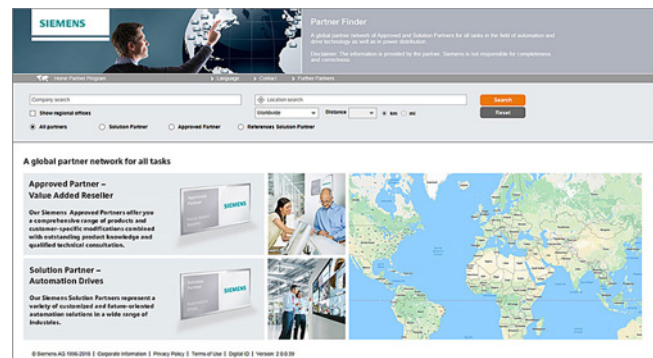 SIEMENS
Partner Finder
A global partner network of Approved and Solution Partners for all tasks in the field of automation and
drive technology as well as in power distribution.
Disclaimer: The information is provided by the partner. Siemens is not responsible for completeness
and correctness.
Home Partner Program
> Language
> Contact
> Further Partners
Company search
Location search
Search
Show regional offices
Worldwide
Distance
km
mi
Reset
All partners
Solution Partner
Approved Partner
References Solution Partner
A global partner network for all tasks
Approved Partner –
Value Added Reseller
Our Siemens Approved Partners offer you
a comprehensive range of products and
customer-specific modifications combined
with outstanding product knowledge and
qualified technical consultation.
Approved
Partner
SIEMENS
Solution Partner –
Automation Drives
Our Siemens Solution Partners represent a
variety of customized and future-oriented
automation solutions in a wide range of
industries.
Solution
Partner
SIEMENS
© Siemens AG 1996-2016 | Corporate Information | Privacy Policy | Terms of Use | Digital ID | Version: 2.0.0.39